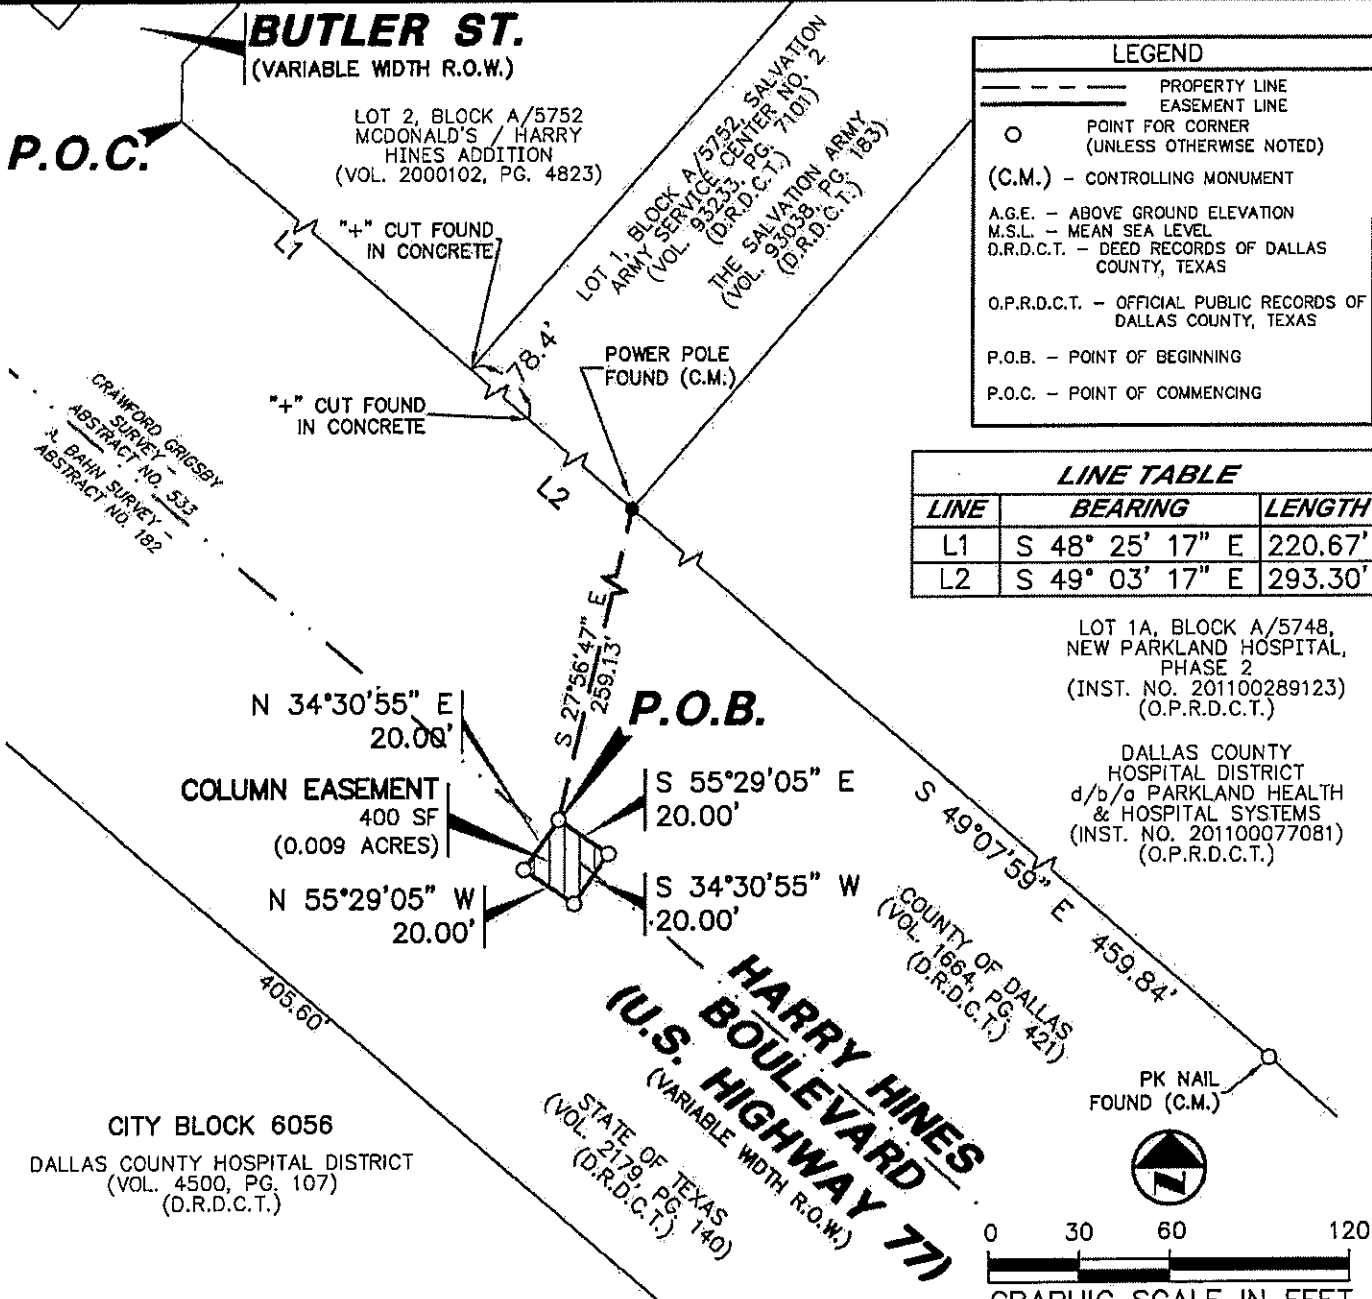 BUTLER ST.
(VARIABLE WIDTH R.O.W.)
P.O.C.
LOT 2, BLOCK A/5752
MCDONALD'S / HARRY
HINES ADDITION
(VOL. 2000102, PG. 4823)
L1
"+" CUT FOUND
IN CONCRETE
LOT 1, BLOCK A/5752, SALVATION
ARMY SERVICE CENTER NO. 2
(VOL. 93233, PG. 7101)
(D.R.D.C.T.)
THE SALVATION ARMY
(VOL. 93038, PG. 183)
(D.R.D.C.T.)
78.4'
"+" CUT FOUND
IN CONCRETE
POWER POLE
FOUND (C.M.)
L2
CRAWFORD GRIGSBY
SURVEY -
ABSTRACT NO. 533
A. BAHN SURVEY -
ABSTRACT NO. 182
LEGEND
PROPERTY LINE
EASEMENT LINE
POINT FOR CORNER
(UNLESS OTHERWISE NOTED)
(C.M.) - CONTROLLING MONUMENT
A.G.E. - ABOVE GROUND ELEVATION
M.S.L. - MEAN SEA LEVEL
D.R.D.C.T. - DEED RECORDS OF DALLAS
COUNTY, TEXAS
O.P.R.D.C.T. - OFFICIAL PUBLIC RECORDS OF
DALLAS COUNTY, TEXAS
P.O.B. - POINT OF BEGINNING
P.O.C. - POINT OF COMMENCING
LINE TABLE
LINE BEARING LENGTH
L1 S 48° 25' 17" E 220.67'
L2 S 49° 03' 17" E 293.30'
LOT 1A, BLOCK A/5748,
NEW PARKLAND HOSPITAL,
PHASE 2
(INST. NO. 201100289123)
(O.P.R.D.C.T.)
DALLAS COUNTY
HOSPITAL DISTRICT
d/b/a PARKLAND HEALTH
& HOSPITAL SYSTEMS
(INST. NO. 201100077081)
(O.P.R.D.C.T.)
S 27°56'47" E
259.13'
N 34°30'55" E
20.00'
P.O.B.
COLUMN EASEMENT
400 SF
(0.009 ACRES)
S 55°29'05" E
20.00'
N 55°29'05" W
20.00'
S 34°30'55" W
20.00'
S 49°07'59" E 459.84'
COUNTY OF DALLAS
(VOL. 1664, PG. 421)
(D.R.D.C.T.)
405.60'
HARRY HINES
BOULEVARD
(U.S. HIGHWAY 77)
(VARIABLE WIDTH R.O.W.)
STATE OF TEXAS
(VOL. 2179, PG. 140)
(D.R.D.C.T.)
PK NAIL
FOUND (C.M.)
CITY BLOCK 6056
DALLAS COUNTY HOSPITAL DISTRICT
(VOL. 4500, PG. 107)
(D.R.D.C.T.)
N
0 30 60 120
GRAPHIC SCALE IN FEET